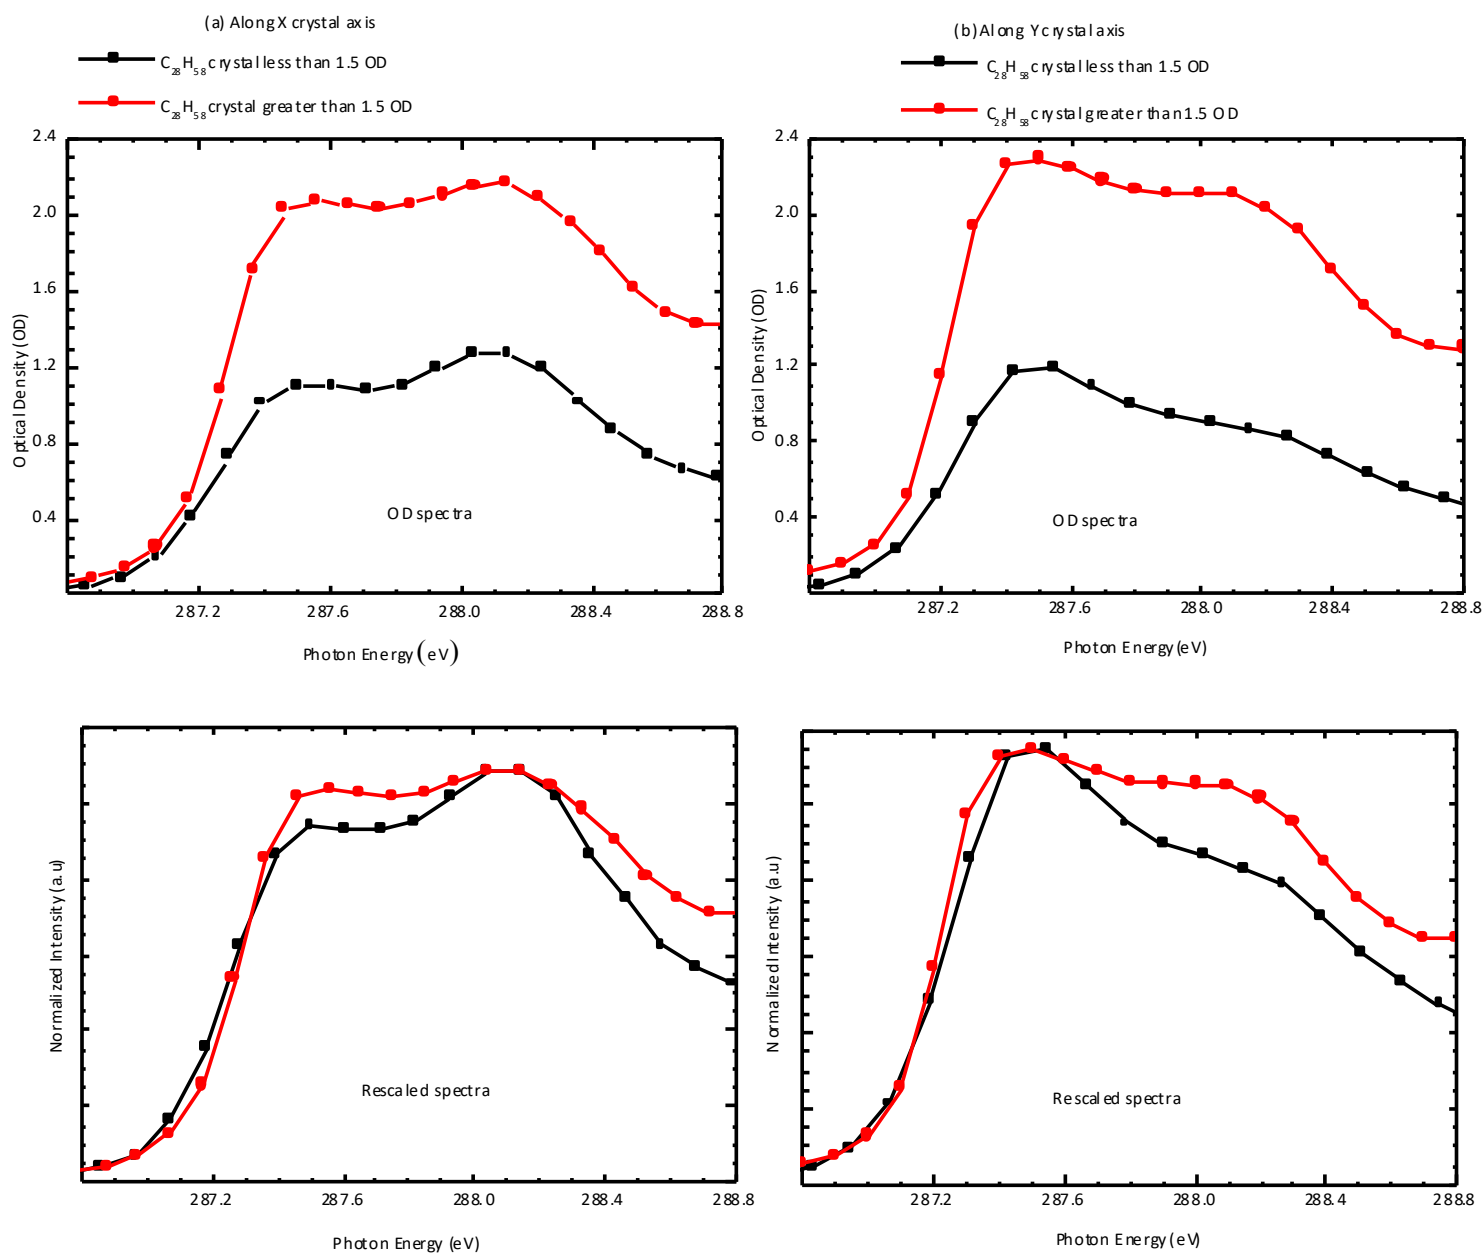 (a) Along X crystal axis
C28H58 crystal less than 1.5 OD
C28H58 crystal greater than 1.5 OD
2.4
2.0
1.6
1.2
0.8
0.4
Optical Density (OD)
OD spectra
287.2 287.6 288.0 288.4 288.8
Photon Energy (eV)
(b) Along Y crystal axis
C28H58 crystal less than 1.5 OD
C28H58 crystal greater than 1.5 OD
2.4
2.0
1.6
1.2
0.8
0.4
Optical Density (OD)
OD spectra
287.2 287.6 288.0 288.4 288.8
Photon Energy (eV)
Normalized Intensity (a.u)
Rescaled spectra
287.2 287.6 288.0 288.4 288.8
Photon Energy (eV)
Normalized Intensity (a.u)
Rescaled spectra
287.2 287.6 288.0 288.4 288.8
Photon Energy (eV)